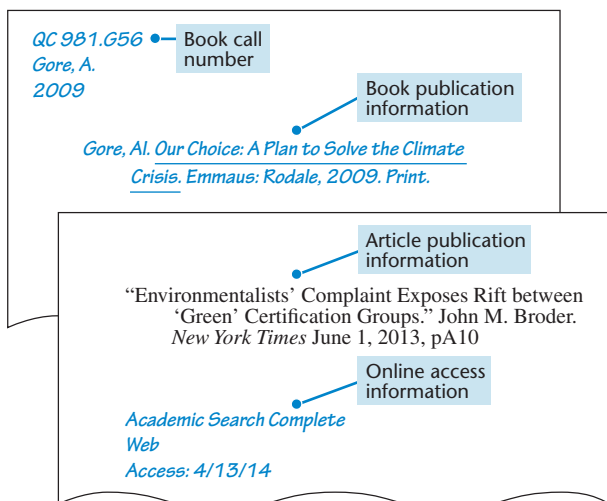 QC 981.G56
Gore, A.
2009
Book call
number
Book publication
information
Gore, Al. Our Choice: A Plan to Solve the Climate
Crisis. Emmaus: Rodale, 2009. Print.
Article publication
information
“Environmentalists’ Complaint Exposes Rift between
‘Green’ Certification Groups.” John M. Broder.
New York Times June 1, 2013, pA10
Online access
information
Academic Search Complete
Web
Access: 4/13/14